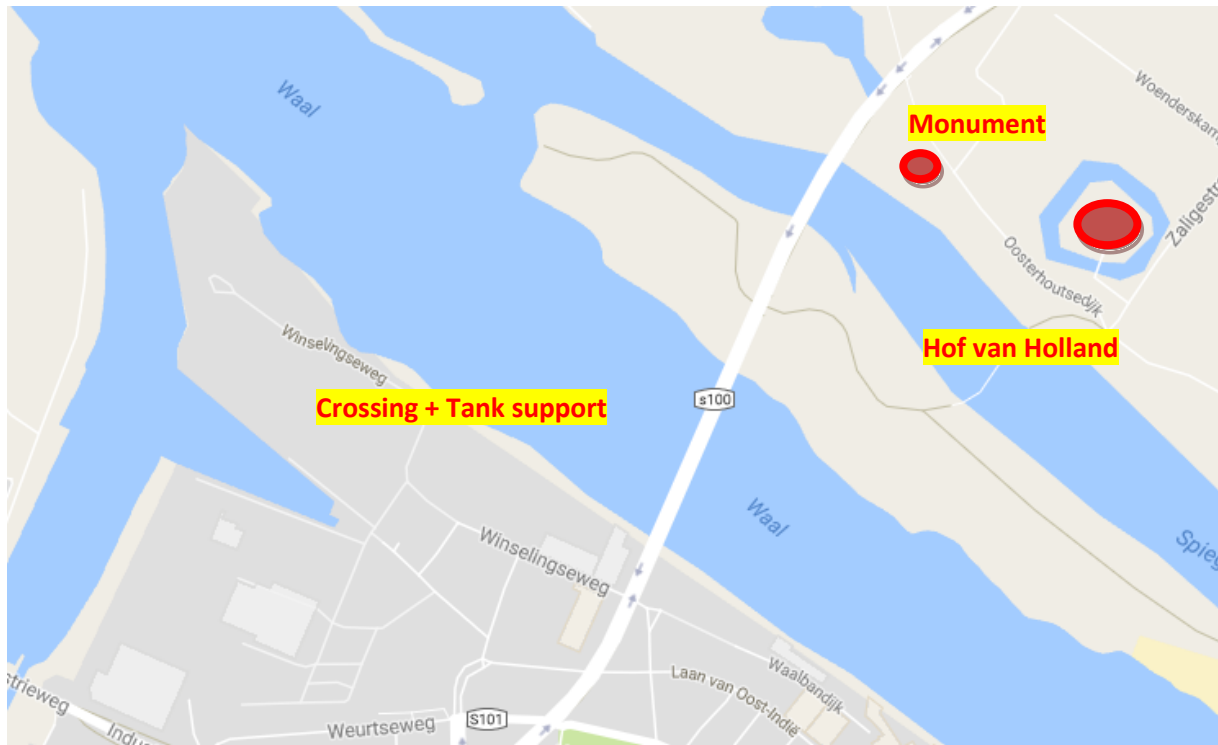 Waal
Monument
Woenderskamp
Zaligestr
Oosterhoutsedijk
Winselingseweg
Hof van Holland
Crossing + Tank support
s100
Waal
Spieg
Winselingseweg
Waalbandijk
Laan van Oost-Indië
strieweg
Indu
Weurtseweg
S101